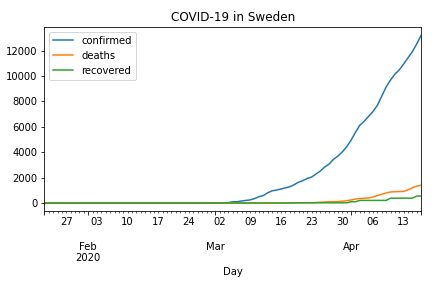 COVID-19 in Sweden
confirmed
deaths
recovered
12000
10000
8000
6000
4000
2000
0
27 03 10 17 24 02 09 16 23 30 06 13
Feb Mar Apr
2020
Day